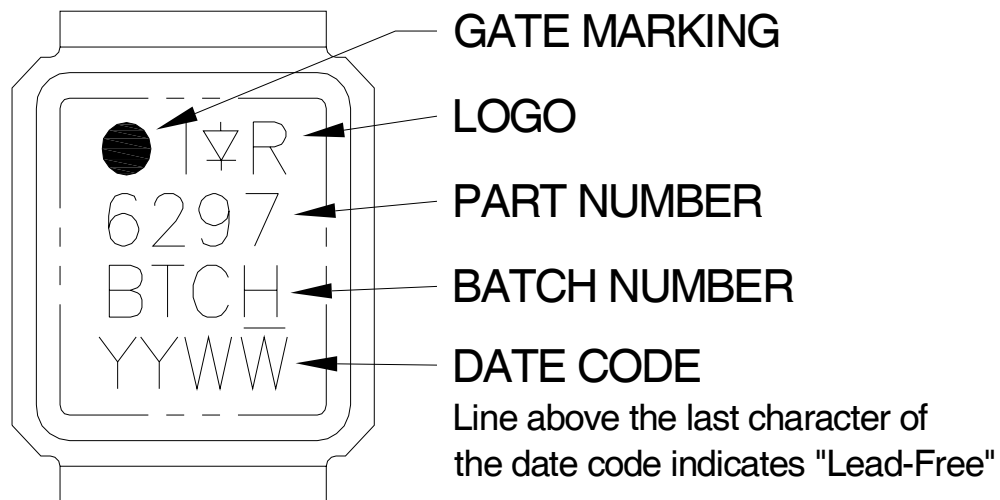 GATE MARKING
I R
LOGO
6297
PART NUMBER
BTCH
BATCH NUMBER
YYWW
DATE CODE
Line above the last character of
the date code indicates "Lead-Free"